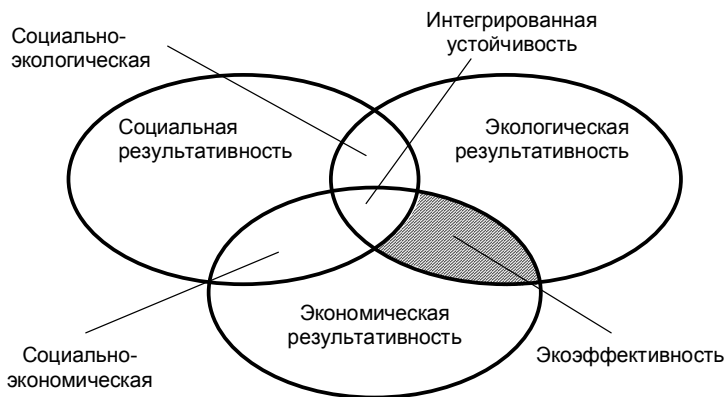 Социально-
экологическая
Интегрированная
устойчивость
Социальная
результативность
Экологическая
результативность
Экономическая
результативность
Социально-
экономическая
Экоэффективность